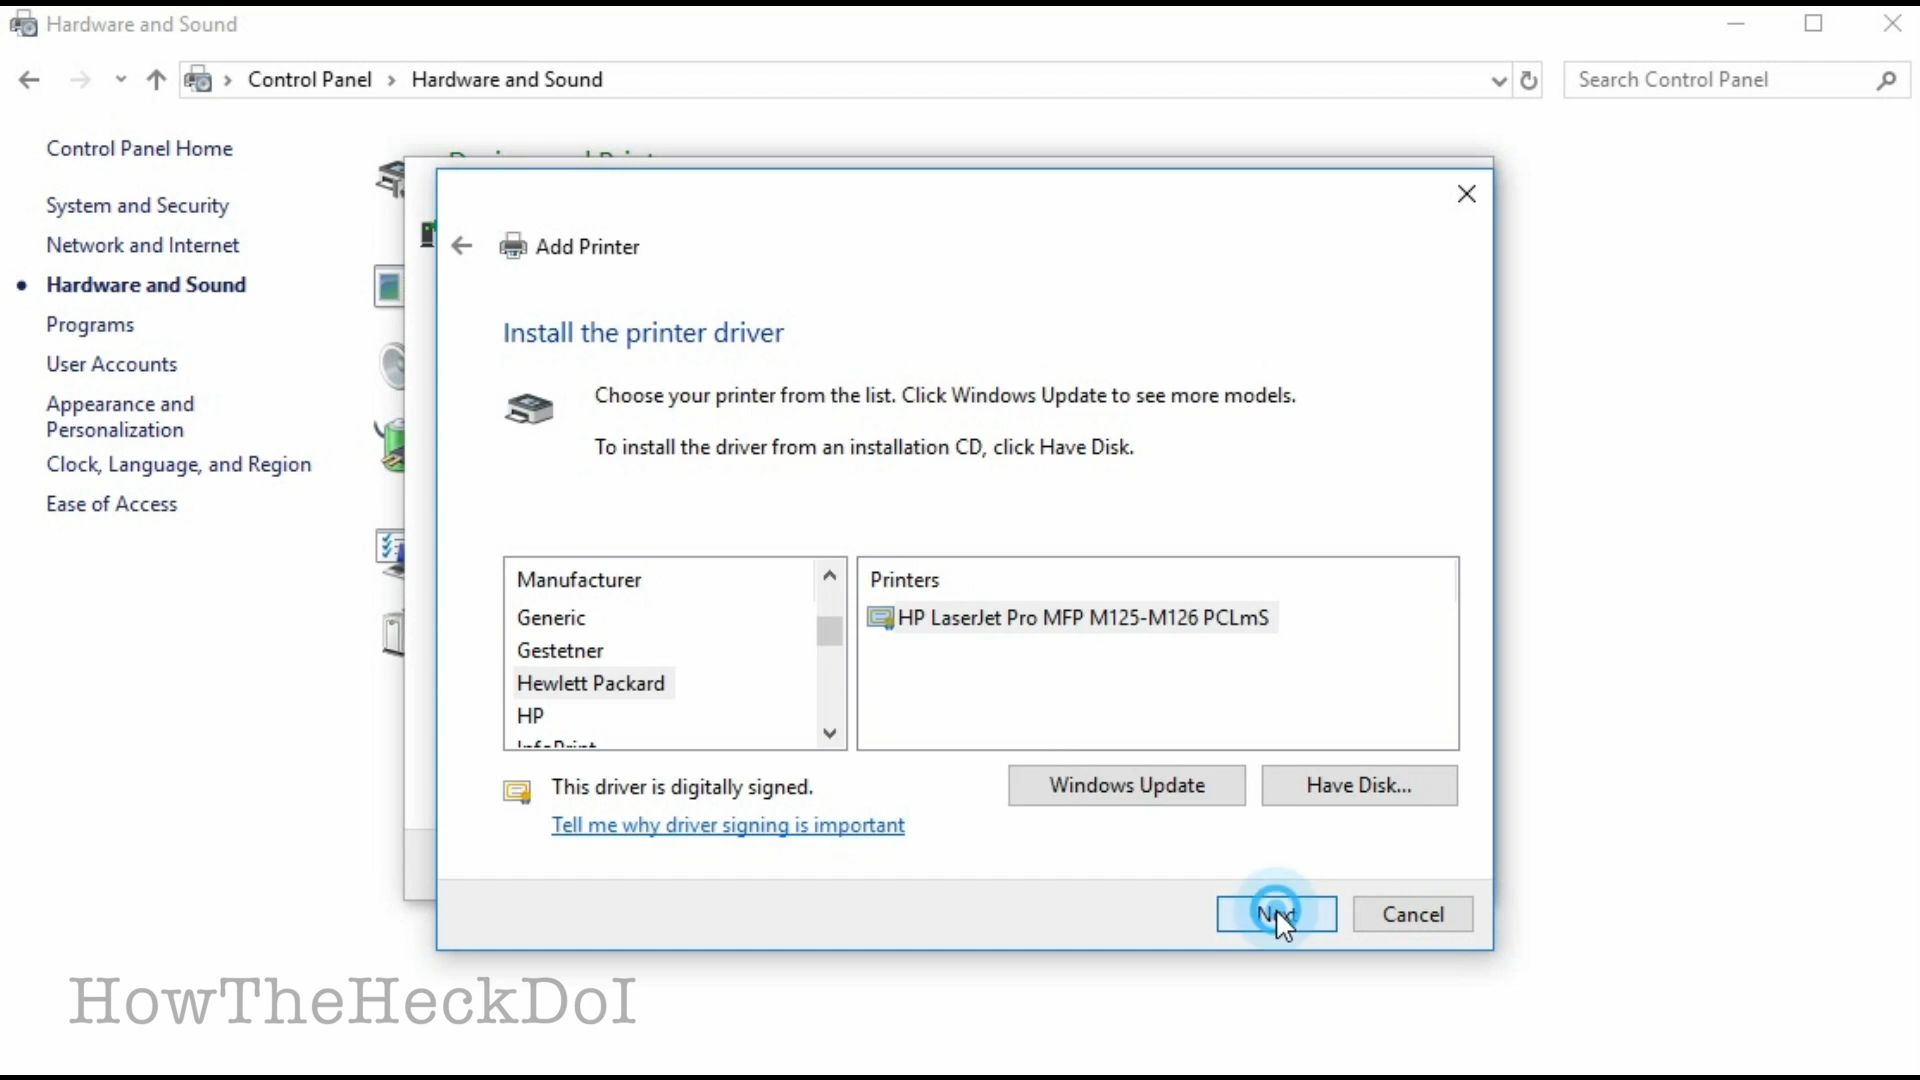 Hardware and Sound
Control Panel
Hardware and Sound
Search Control Panel
Control Panel Home
System and Security
Network and Internet
Hardware and Sound
Programs
User Accounts
Appearance and
Personalization
Clock, Language, and Region
Ease of Access
Add Printer
Install the printer driver
Choose your printer from the list. Click Windows Update to see more models.
To install the driver from an installation CD, click Have Disk.
Manufacturer
Generic
Gestetner
Hewlett Packard
HP
InfoPrint
Printers
HP LaserJet Pro MFP M125-M126 PCLmS
This driver is digitally signed.
Tell me why driver signing is important
Windows Update
Have Disk...
Next
Cancel
HowTheHeckDoI